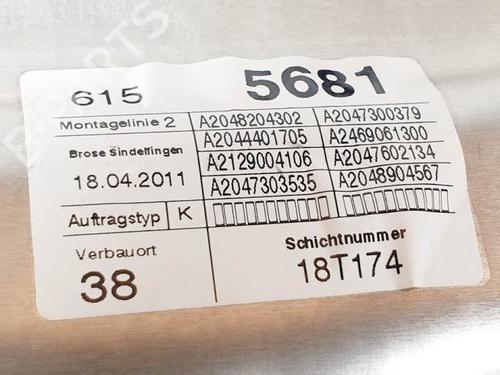 615 5681
Montagelinie 2 A2048204302 A2047300379
A2044401705 A2469061300
Brose Sindelfingen
A2129004106 A2047602134
18.04.2011
A2047303535 A2048904567
Auftragstyp K
Verbauort
Schichtnummer
38
18T174